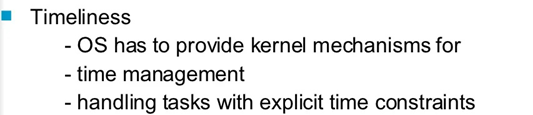 Timeliness
- OS has to provide kernel mechanisms for
- time management
- handling tasks with explicit time constraints